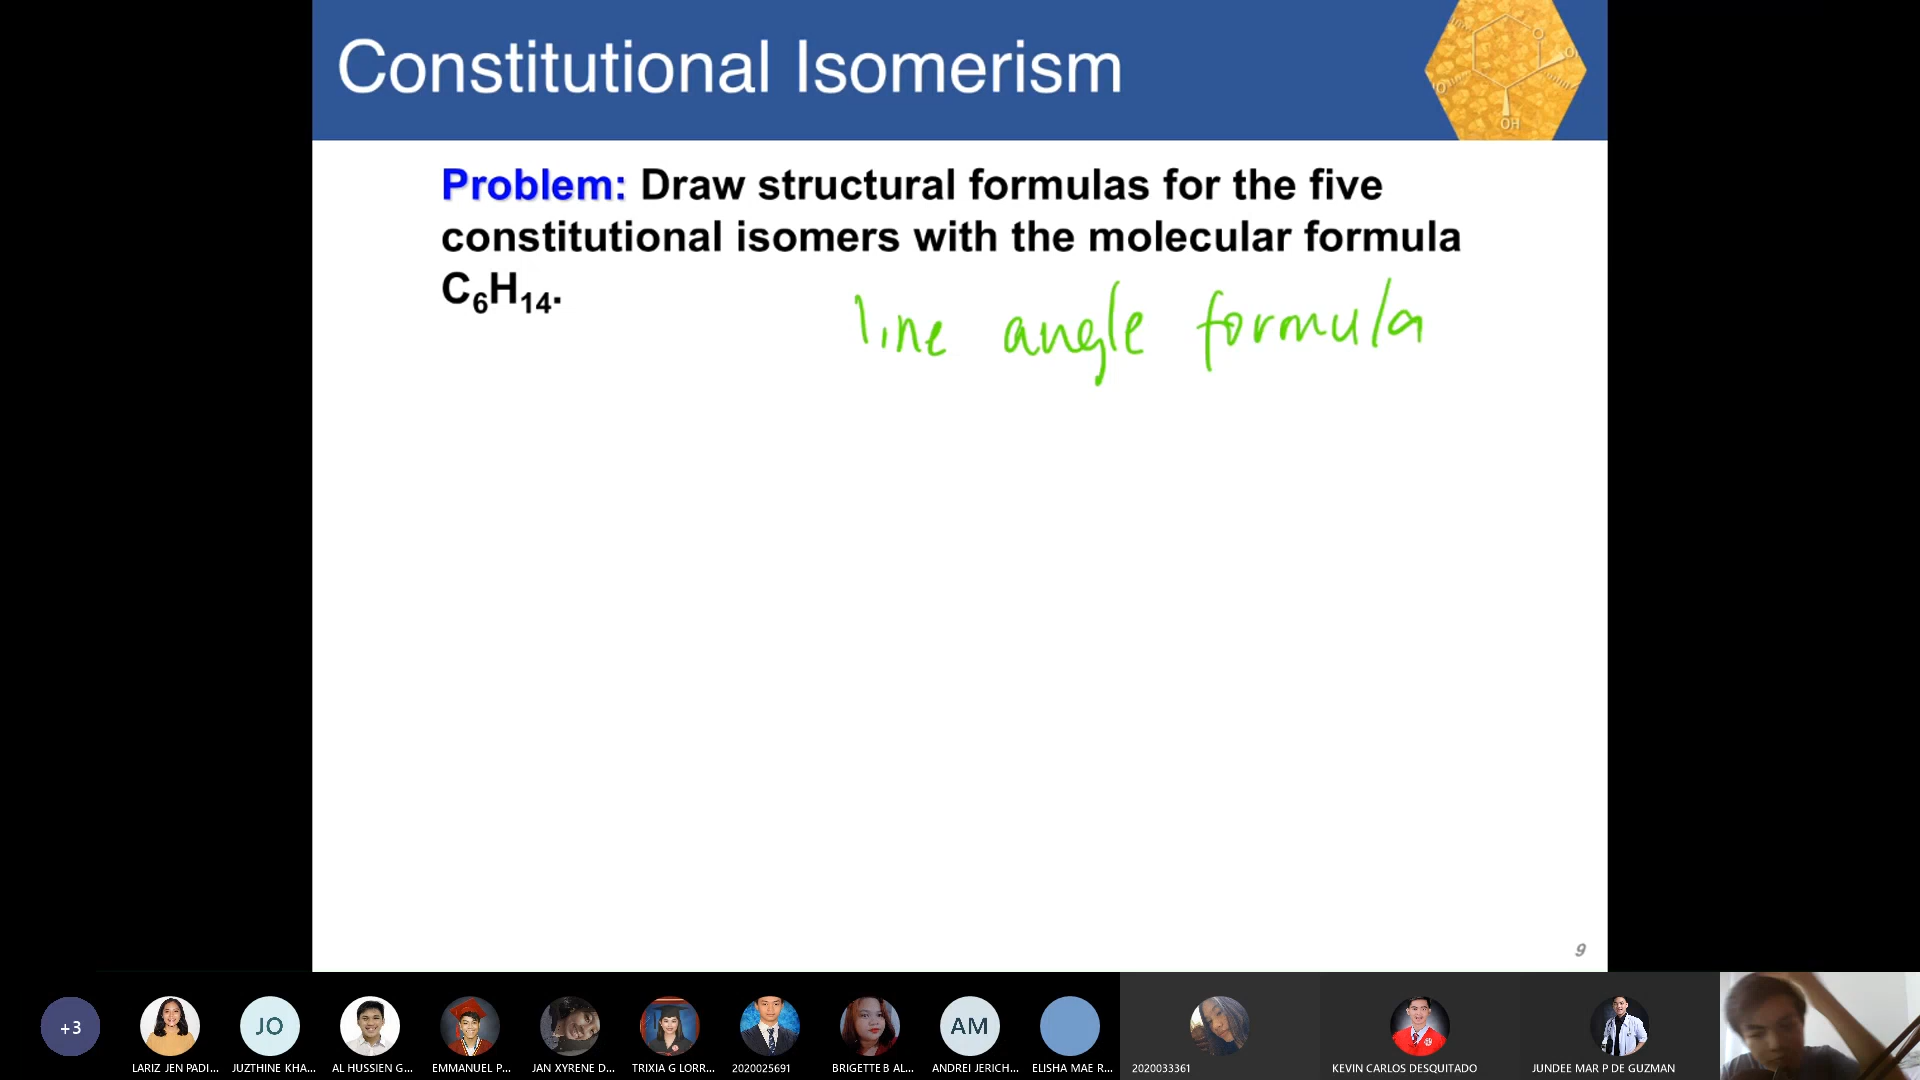 Constitutional Isomerism
O
O
O
OH
Problem: Draw structural formulas for the five
constitutional isomers with the molecular formula
C₆H₁₄.
line angle formula
9
+3
JO
AM
LARIZ JEN PADI...
JUZTHINE KHA...
AL HUSSIEN G...
EMMANUEL P...
JAN XYRENE D...
TRIXIA G LORR...
2020025691
BRIGETTE B AL...
ANDREI JERICH...
ELISHA MAE R...
2020033361
KEVIN CARLOS DESQUITADO
JUNDEE MAR P DE GUZMAN